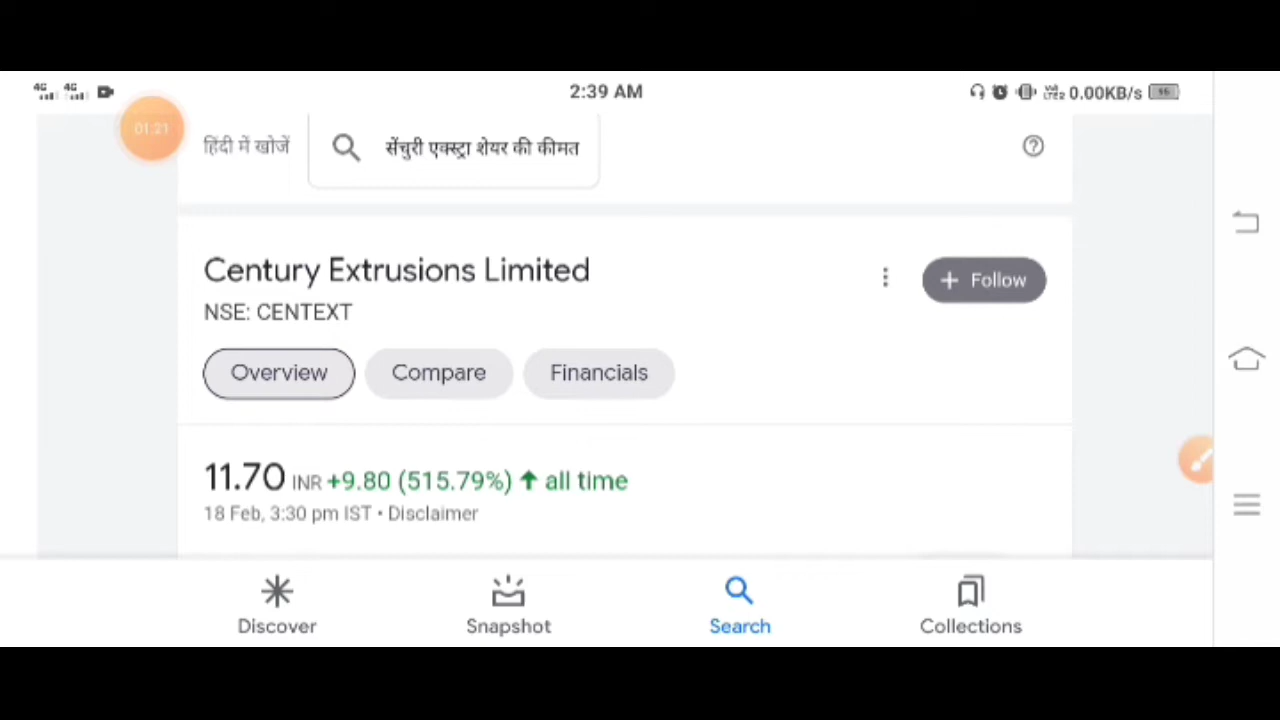 4G 4G 2:39 AM 0.00KB/s
01:21
हिंदी में खोजें सेंचुरी एक्स्ट्रा शेयर की कीमत
Century Extrusions Limited
+ Follow
NSE: CENTEXT
Overview Compare Financials
11.70 INR +9.80 (515.79%) ↑ all time
18 Feb, 3:30 pm IST • Disclaimer
Discover Snapshot Search Collections